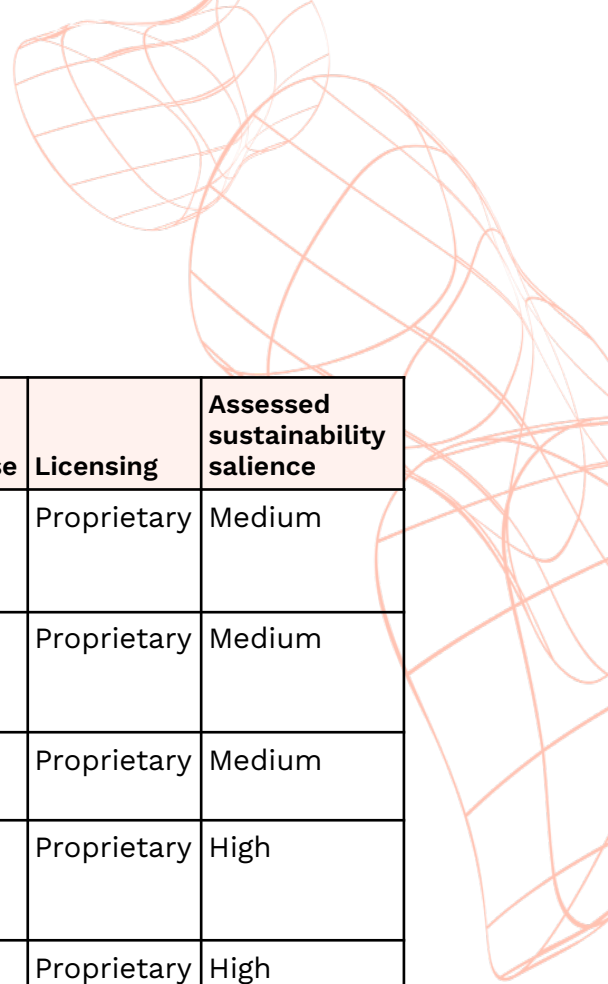 Assessed
sustainability
se Licensing salience
Proprietary Medium
Proprietary Medium
Proprietary Medium
Proprietary High
Proprietary High